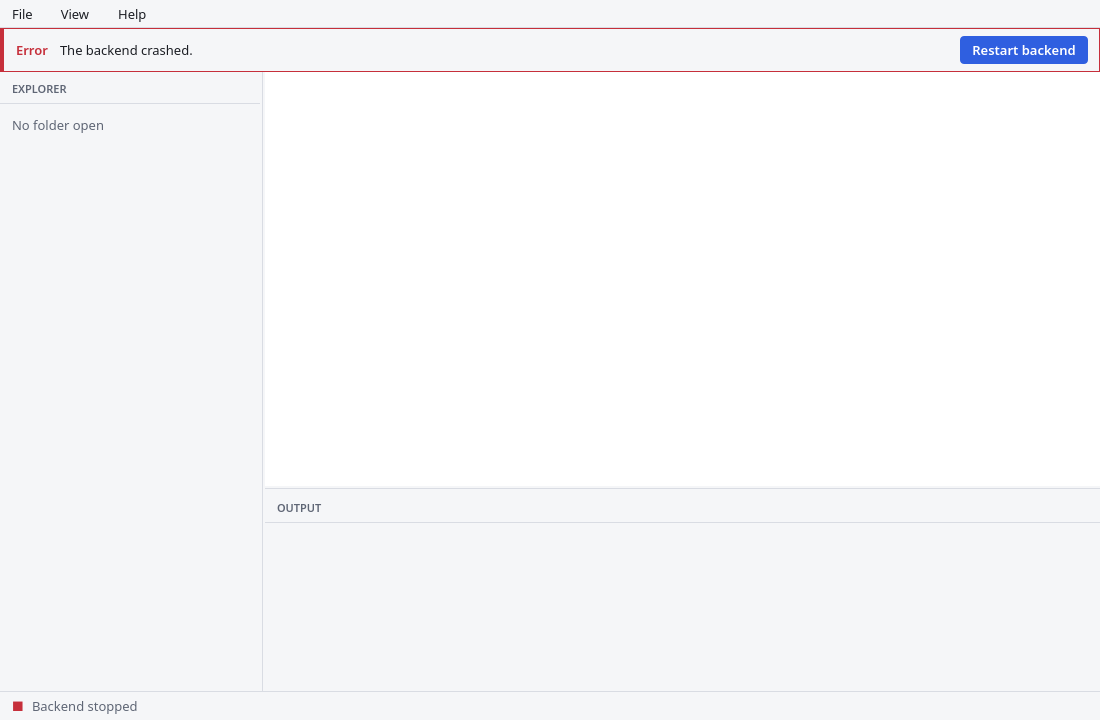 File View Help
Error The backend crashed. Restart backend
EXPLORER
No folder open
OUTPUT
Backend stopped